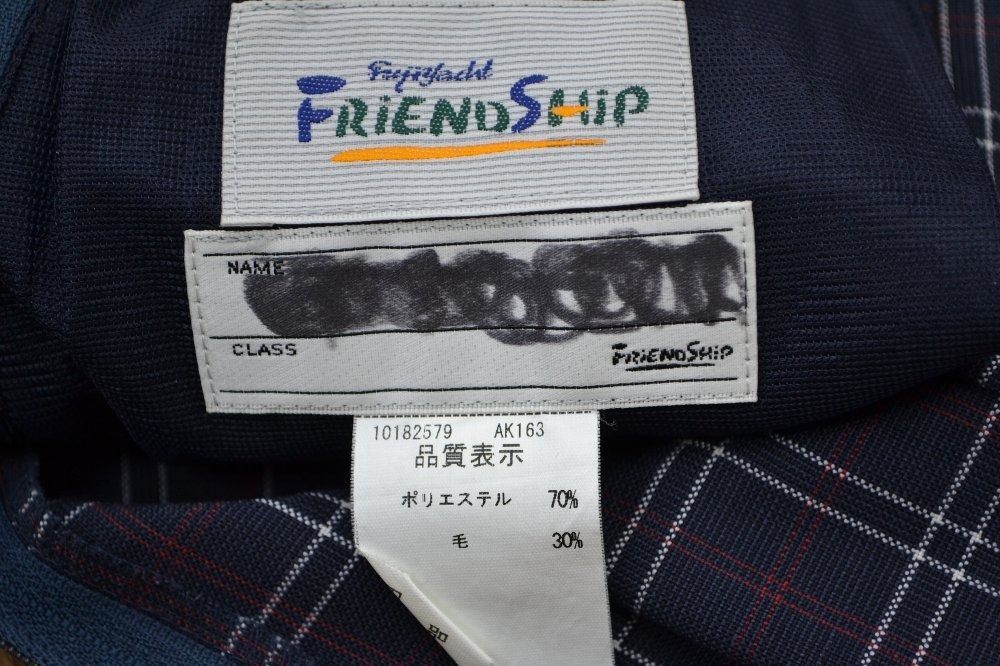 FujiYacht
FRiENDSHiP
NAME
CLASS
FRiENDSHiP
10182579 AK163
品質表示
ポリエステル 70%
毛 30%